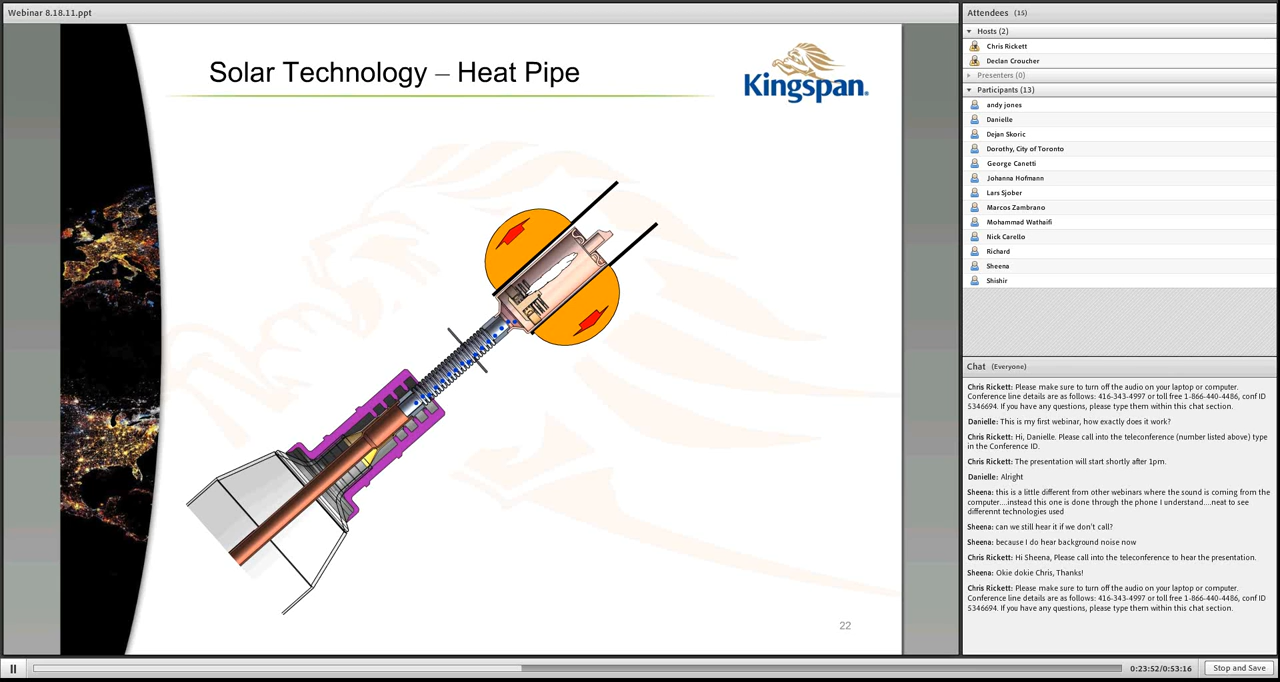 Webinar 8.18.11.ppt
Solar Technology – Heat Pipe
Kingspan.
22
Attendees (15)
Hosts (2)
Chris Rickett
Declan Croucher
Presenters (0)
Participants (13)
andy jones
Danielle
Dejan Skoric
Dorothy, City of Toronto
George Canetti
Johanna Hofmann
Lars Sjober
Marcos Zambrano
Mohammad Wathaifi
Nick Carello
Richard
Sheena
Shishir
Chat (Everyone)
Chris Rickett: Please make sure to turn off the audio on your laptop or computer.
Conference line details are as follows: 416-343-4997 or toll free 1-866-440-4486, conf ID
5346694. If you have any questions, please type them within this chat section.
Danielle: This is my first webinar, how exactly does it work?
Chris Rickett: Hi, Danielle. Please call into the teleconference (number listed above) type
in the Conference ID.
Chris Rickett: The presentation will start shortly after 1pm.
Danielle: Alright
Sheena: this is a little different from other webinars where the sound is coming from the
computer....instead this one is done through the phone I understand....neat to see
differennt technologies used
Sheena: can we still hear it if we don't call?
Sheena: because I do hear background noise now
Chris Rickett: Hi Sheena, Please call into the teleconference to hear the presentation.
Sheena: Okie dokie Chris, Thanks!
Chris Rickett: Please make sure to turn off the audio on your laptop or computer.
Conference line details are as follows: 416-343-4997 or toll free 1-866-440-4486, conf ID
5346694. If you have any questions, please type them within this chat section.
0:23:52/0:53:16
Stop and Save